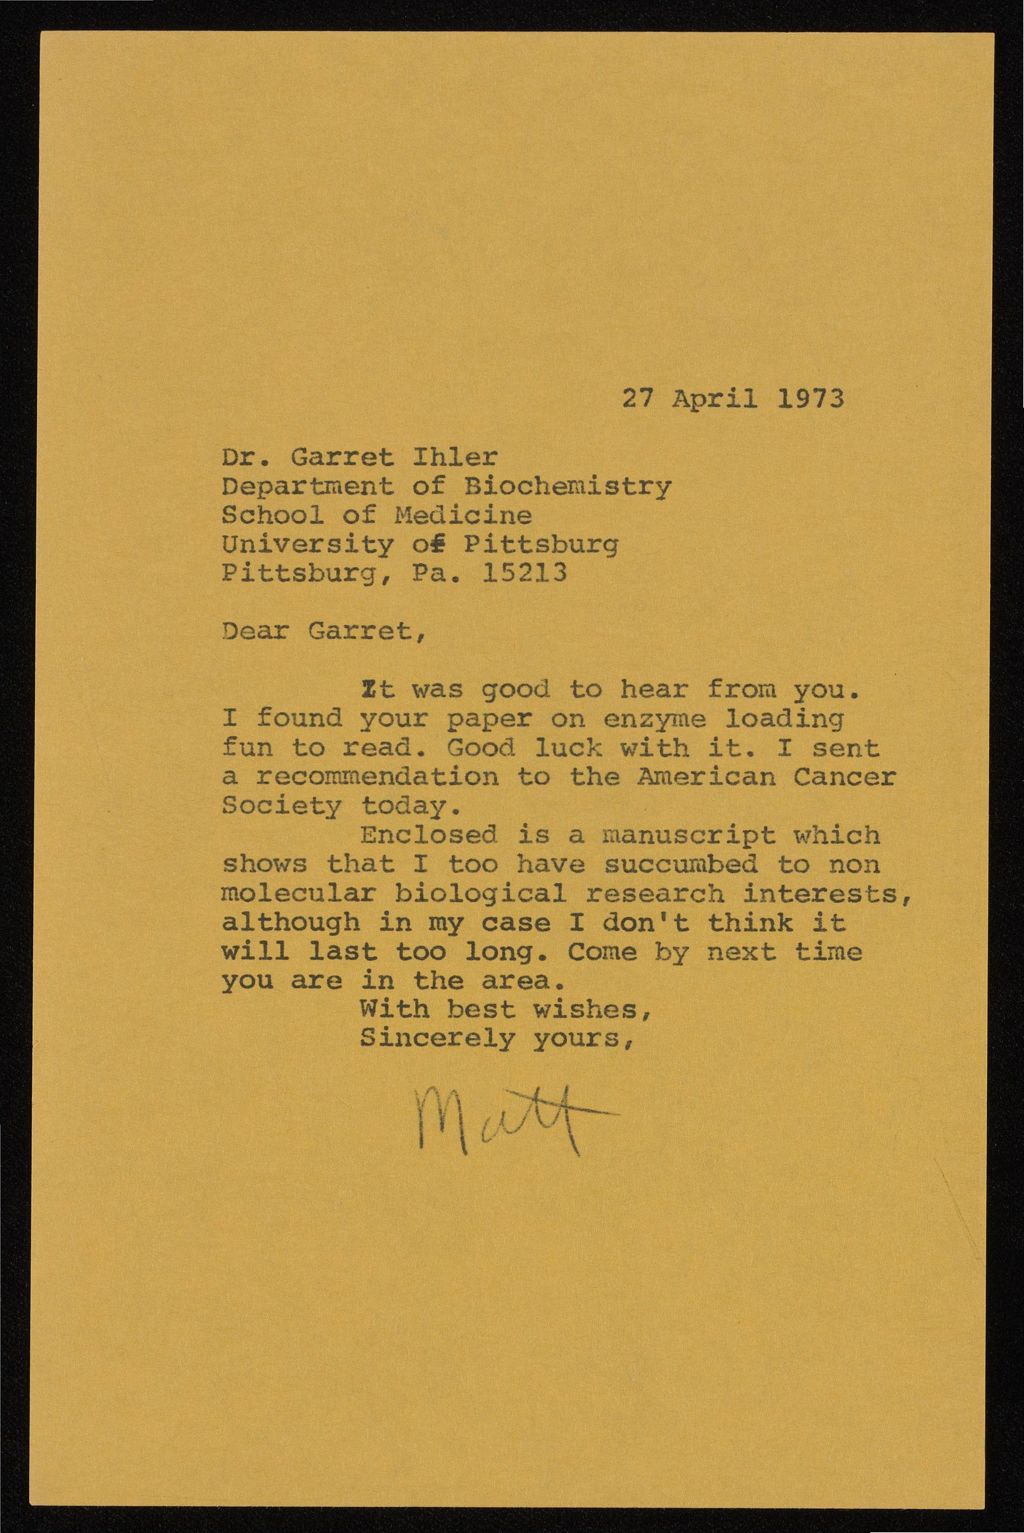 27 April 1973
Dr. Garret Ihler
Department of Biochemistry
School of Medicine
University of Pittsburg
Pittsburg, Pa. 15213
Dear Garret,
It was good to hear from you.
I found your paper on enzyme loading
fun to read. Good luck with it. I sent
a recommendation to the American Cancer
Society today.
Enclosed is a manuscript which
shows that I too have succumbed to non
molecular biological research interests,
although in my case I don't think it
will last too long. Come by next time
you are in the area.
With best wishes,
Sincerely yours,
Matt